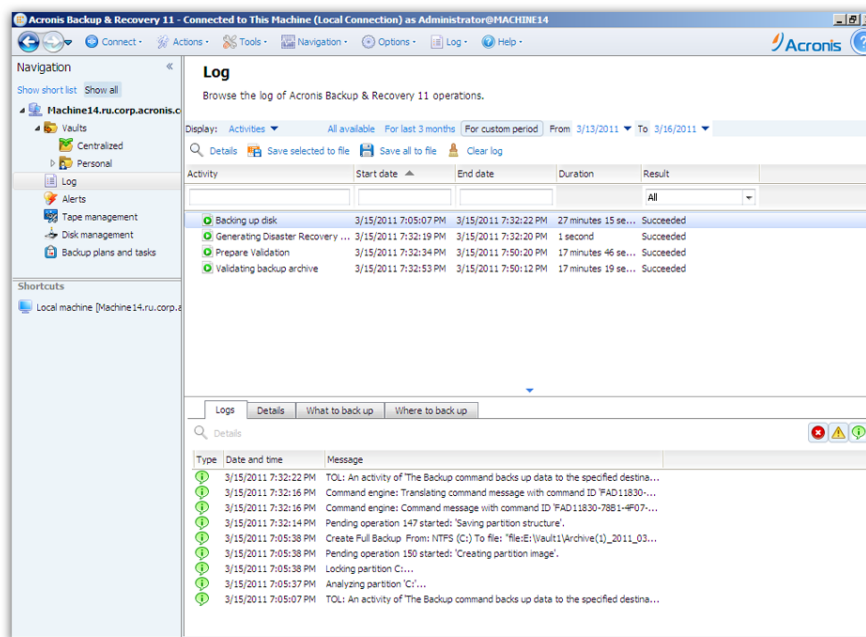 Acronis Backup & Recovery 11 - Connected to This Machine (Local Connection) as Administrator@MACHINE14
Connect Actions Tools Navigation Options Log Help Acronis
Navigation
Show short list Show all
Machine14.ru.corp.acronis.c
Vaults
Centralized
Personal
Log
Alerts
Tape management
Disk management
Backup plans and tasks
Shortcuts
Local machine [Machine14.ru.corp.a
Log
Browse the log of Acronis Backup & Recovery 11 operations.
Display: Activities All available For last 3 months For custom period From 3/13/2011 To 3/16/2011
Details Save selected to file Save all to file Clear log
Activity Start date End date Duration Result
All
Backing up disk 3/15/2011 7:05:07 PM 3/15/2011 7:32:22 PM 27 minutes 15 se... Succeeded
Generating Disaster Recovery ... 3/15/2011 7:32:19 PM 3/15/2011 7:32:20 PM 1 second Succeeded
Prepare Validation 3/15/2011 7:32:34 PM 3/15/2011 7:50:20 PM 17 minutes 46 se... Succeeded
Validating backup archive 3/15/2011 7:32:53 PM 3/15/2011 7:50:12 PM 17 minutes 19 se... Succeeded
Logs Details What to back up Where to back up
Details
Type Date and time Message
3/15/2011 7:32:22 PM TOL: An activity of 'The Backup command backs up data to the specified destina...
3/15/2011 7:32:16 PM Command engine: Translating command message with command ID 'FAD11830-...
3/15/2011 7:32:16 PM Command engine: Command message with command ID 'FAD11830-78B1-4F07-...
3/15/2011 7:32:14 PM Pending operation 147 started: 'Saving partition structure'.
3/15/2011 7:05:38 PM Create Full Backup From: NTFS (C:) To file: "file:E:\Vault1\Archive(1)_2011_03...
3/15/2011 7:05:38 PM Pending operation 150 started: 'Creating partition image'.
3/15/2011 7:05:38 PM Locking partition C:...
3/15/2011 7:05:37 PM Analyzing partition 'C:'...
3/15/2011 7:05:07 PM TOL: An activity of 'The Backup command backs up data to the specified destina...